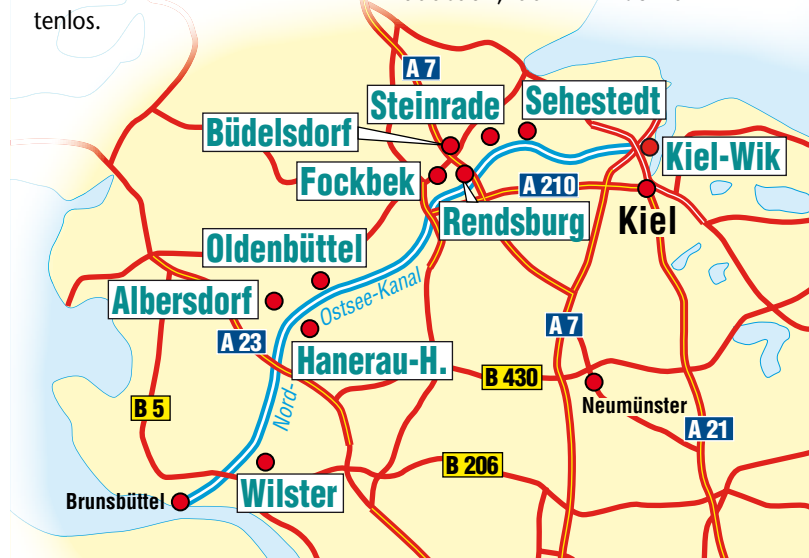 tenlos.
A 7
Steinrade
Sehestedt
Büdelsdorf
Kiel-Wik
Fockbek
A 210
Rendsburg
Kiel
Oldenbüttel
Albersdorf
Nord-Ostsee-Kanal
A 23
A 7
Hanerau-H.
B 430
B 5
Neumünster
A 21
B 206
Wilster
Brunsbüttel